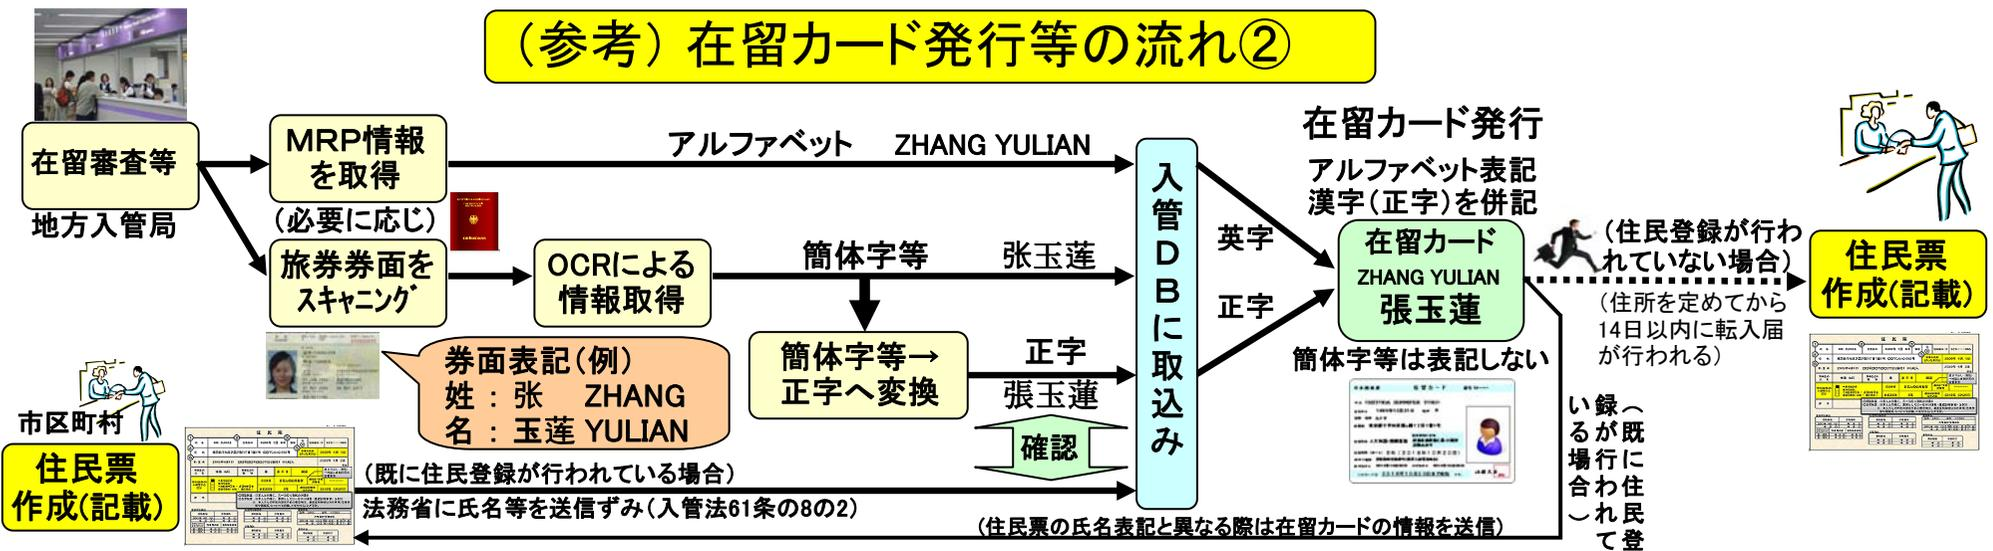 （参考）在留カード発行等の流れ②
在留審査等
地方入管局
ＭＲＰ情報
を取得
（必要に応じ）
旅券券面を
ｽｷｬﾆﾝｸﾞ
OCRによる
情報取得
アルファベット　ZHANG YULIAN
簡体字等　张玉莲
簡体字等→
正字へ変換
正字
張玉蓮
確認
券面表記（例）
姓 ： 张　ZHANG
名 ： 玉莲 YULIAN
入管ＤＢに取込み
英字
正字
在留カード発行
アルファベット表記
漢字（正字）を併記
在留カード
ZHANG YULIAN
張玉蓮
簡体字等は表記しない
在留カード
（住民登録が行わ
れていない場合）
（住所を定めてから
14日以内に転入届
が行われる）
住民票
作成(記載)
（既に住民登
録が行われて
いる場合）
市区町村
住民票
作成(記載)
（既に住民登録が行われている場合）
法務省に氏名等を送信ずみ（入管法61条の8の2）
（住民票の氏名表記と異なる際は在留カードの情報を送信）